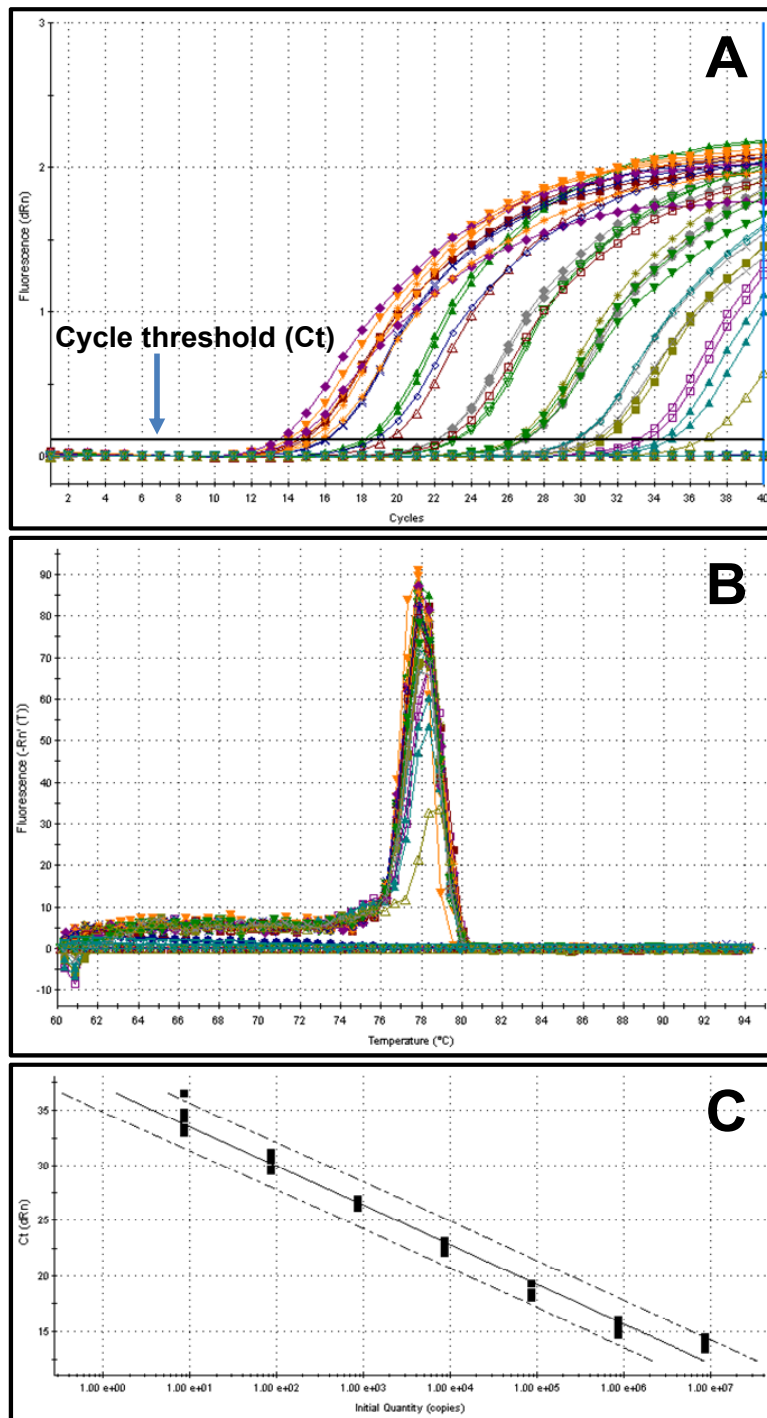 A
3
2
1
0
Fluorescence (dRn)
Cycle threshold (Ct)
2 4 6 8 10 12 14 16 18 20 22 24 26 28 30 32 34 36 38 40
Cycles
B
90
80
70
60
50
40
30
20
10
0
-10
Fluorescence (-Rn' (T))
60 62 64 66 68 70 72 74 76 78 80 82 84 86 88 90 92 94
Temperature (°C)
C
35
30
25
20
15
Ct (dRn)
1.00 e+00 1.00 e+01 1.00 e+02 1.00 e+03 1.00 e+04 1.00 e+05 1.00 e+06 1.00 e+07
Initial Quantity (copies)